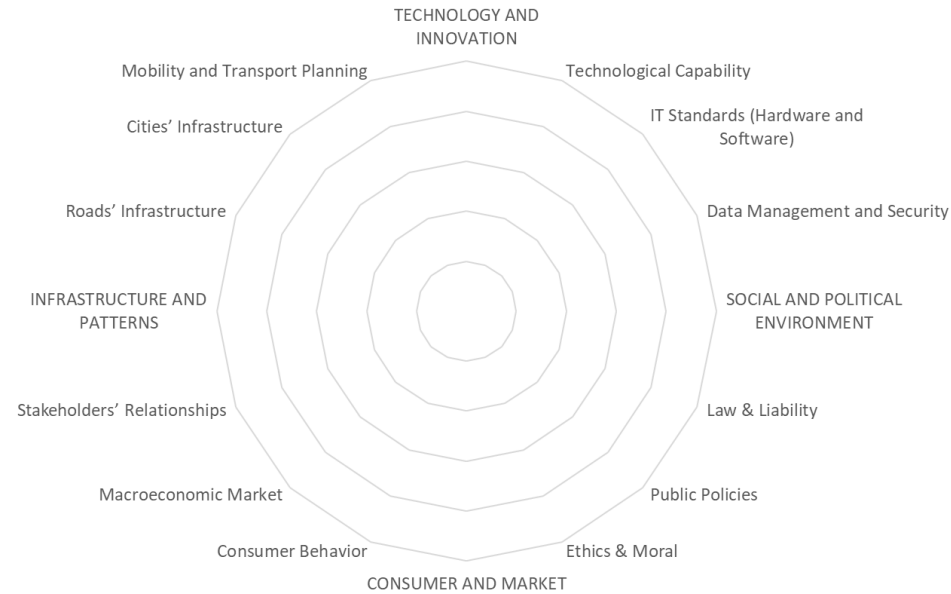 TECHNOLOGY AND
INNOVATION
Mobility and Transport Planning
Technological Capability
Cities’ Infrastructure
IT Standards (Hardware and
Software)
Roads’ Infrastructure
Data Management and Security
INFRASTRUCTURE AND
PATTERNS
SOCIAL AND POLITICAL
ENVIRONMENT
Stakeholders’ Relationships
Law & Liability
Macroeconomic Market
Public Policies
Consumer Behavior
Ethics & Moral
CONSUMER AND MARKET